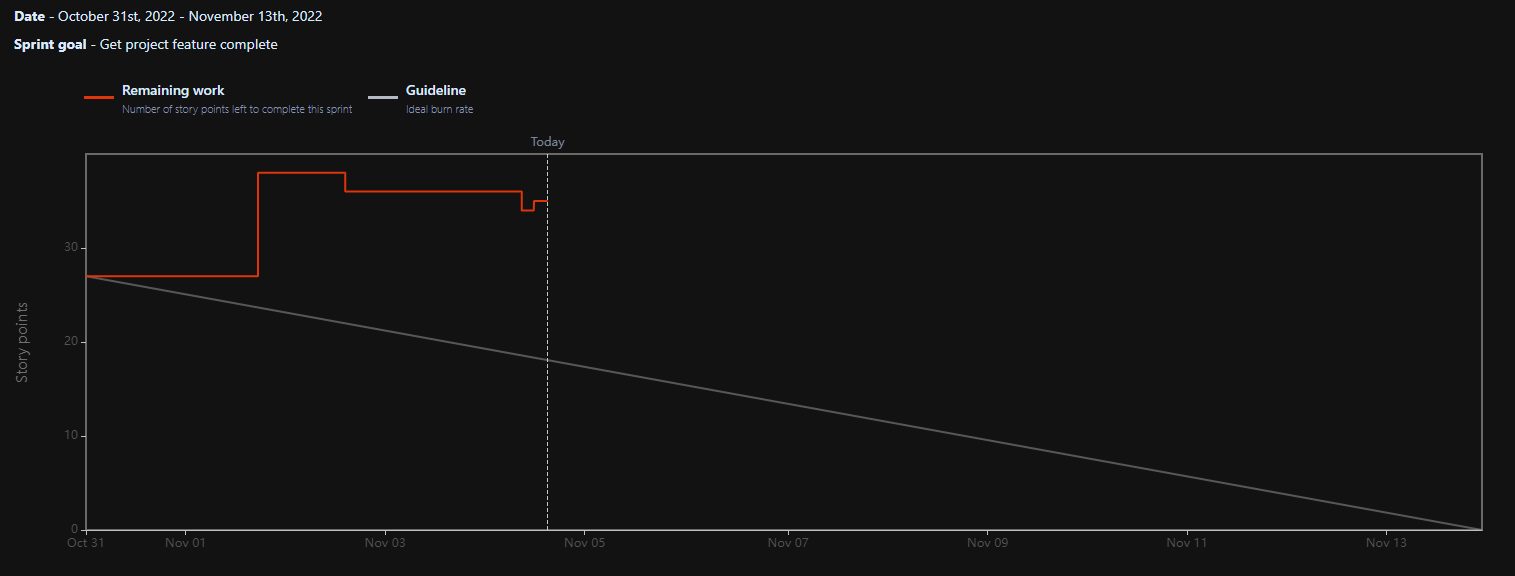 Date - October 31st, 2022 - November 13th, 2022
Sprint goal - Get project feature complete
Remaining work
Number of story points left to complete this sprint
Guideline
Ideal burn rate
Today
30
20
10
0
Story points
Oct 31
Nov 01
Nov 03
Nov 05
Nov 07
Nov 09
Nov 11
Nov 13